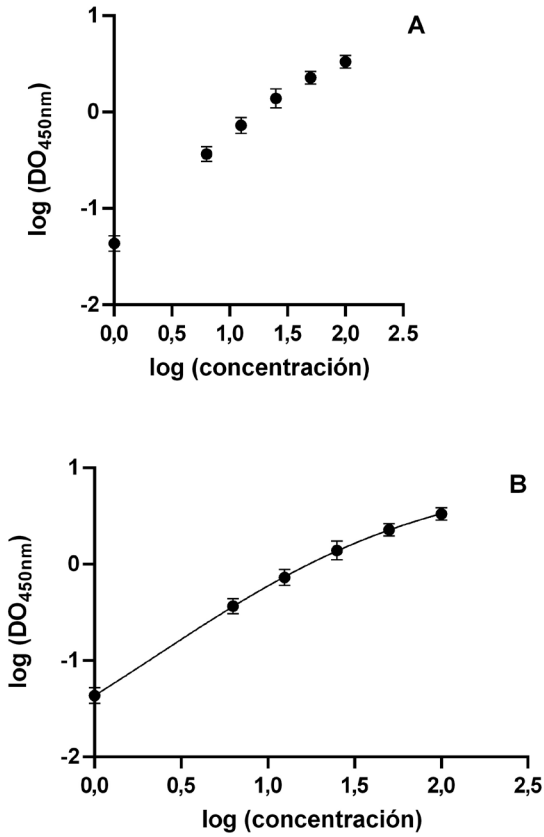 A
1
0
-1
-2
log (DO450nm)
0,0 0,5 1,0 1,5 2,0 2.5
log (concentración)
B
1
0
-1
-2
log (DO450nm)
0,0 0,5 1,0 1,5 2,0 2,5
log (concentración)